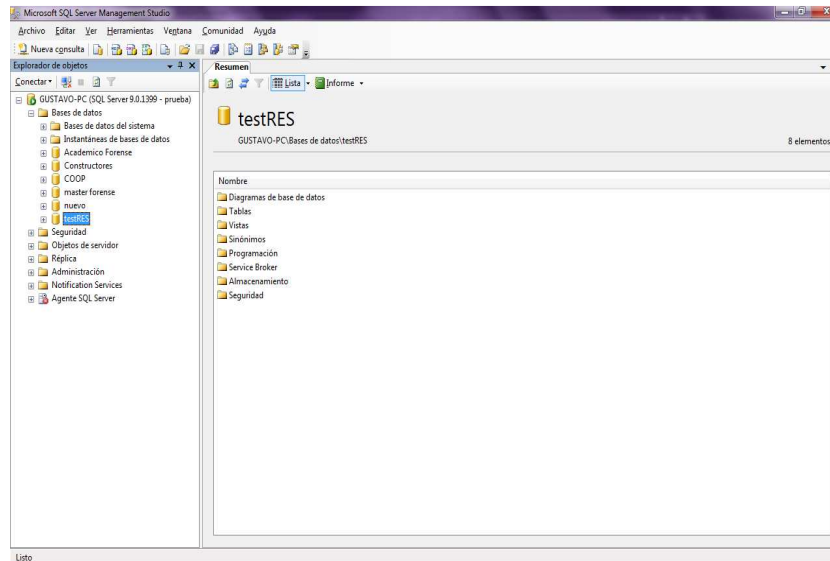 Microsoft SQL Server Management Studio
Archivo Editar Ver Herramientas Ventana Comunidad Ayuda
Nueva consulta
Explorador de objetos
Conectar
GUSTAVO-PC (SQL Server 9.0.1399 - prueba)
Bases de datos
Bases de datos del sistema
Instantáneas de bases de datos
Academico Forense
Constructores
COOP
master forense
nuevo
testRES
Seguridad
Objetos de servidor
Réplica
Administración
Notification Services
Agente SQL Server
Resumen
Lista Informe
testRES
GUSTAVO-PC\Bases de datos\testRES
8 elementos
Nombre
Diagramas de base de datos
Tablas
Vistas
Sinónimos
Programación
Service Broker
Almacenamiento
Seguridad
Listo